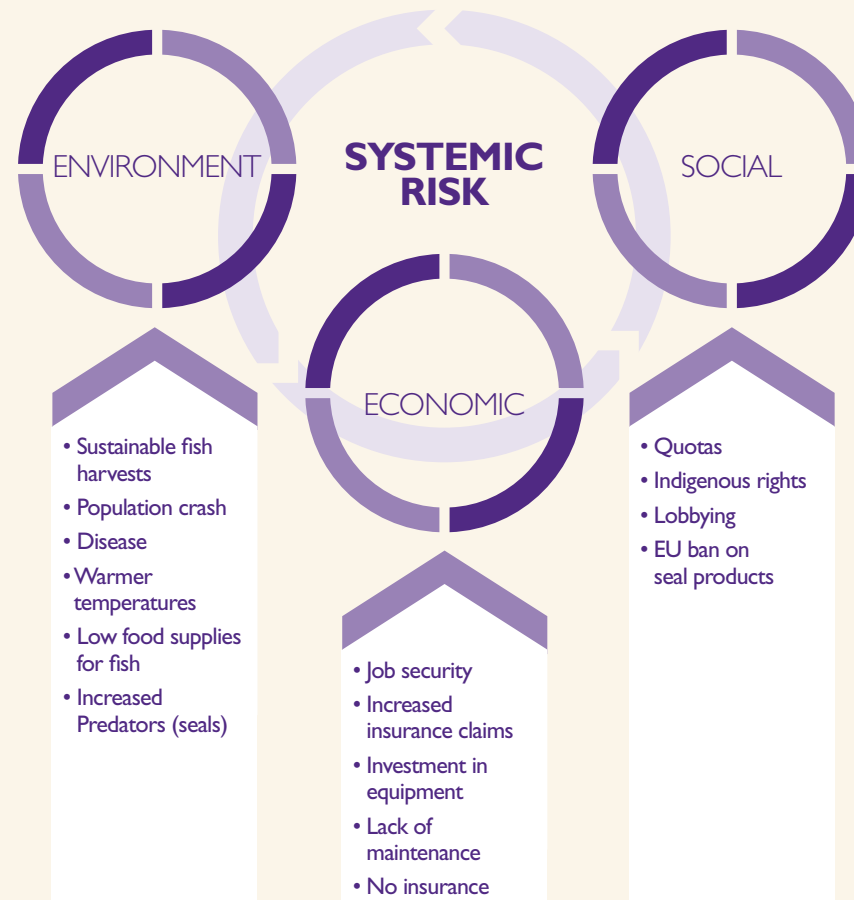 ENVIRONMENT
SYSTEMIC
RISK
SOCIAL
ECONOMIC
• Sustainable fish
harvests
• Population crash
• Disease
• Warmer
temperatures
• Low food supplies
for fish
• Increased
Predators (seals)
• Job security
• Increased
insurance claims
• Investment in
equipment
• Lack of
maintenance
• No insurance
• Quotas
• Indigenous rights
• Lobbying
• EU ban on
seal products